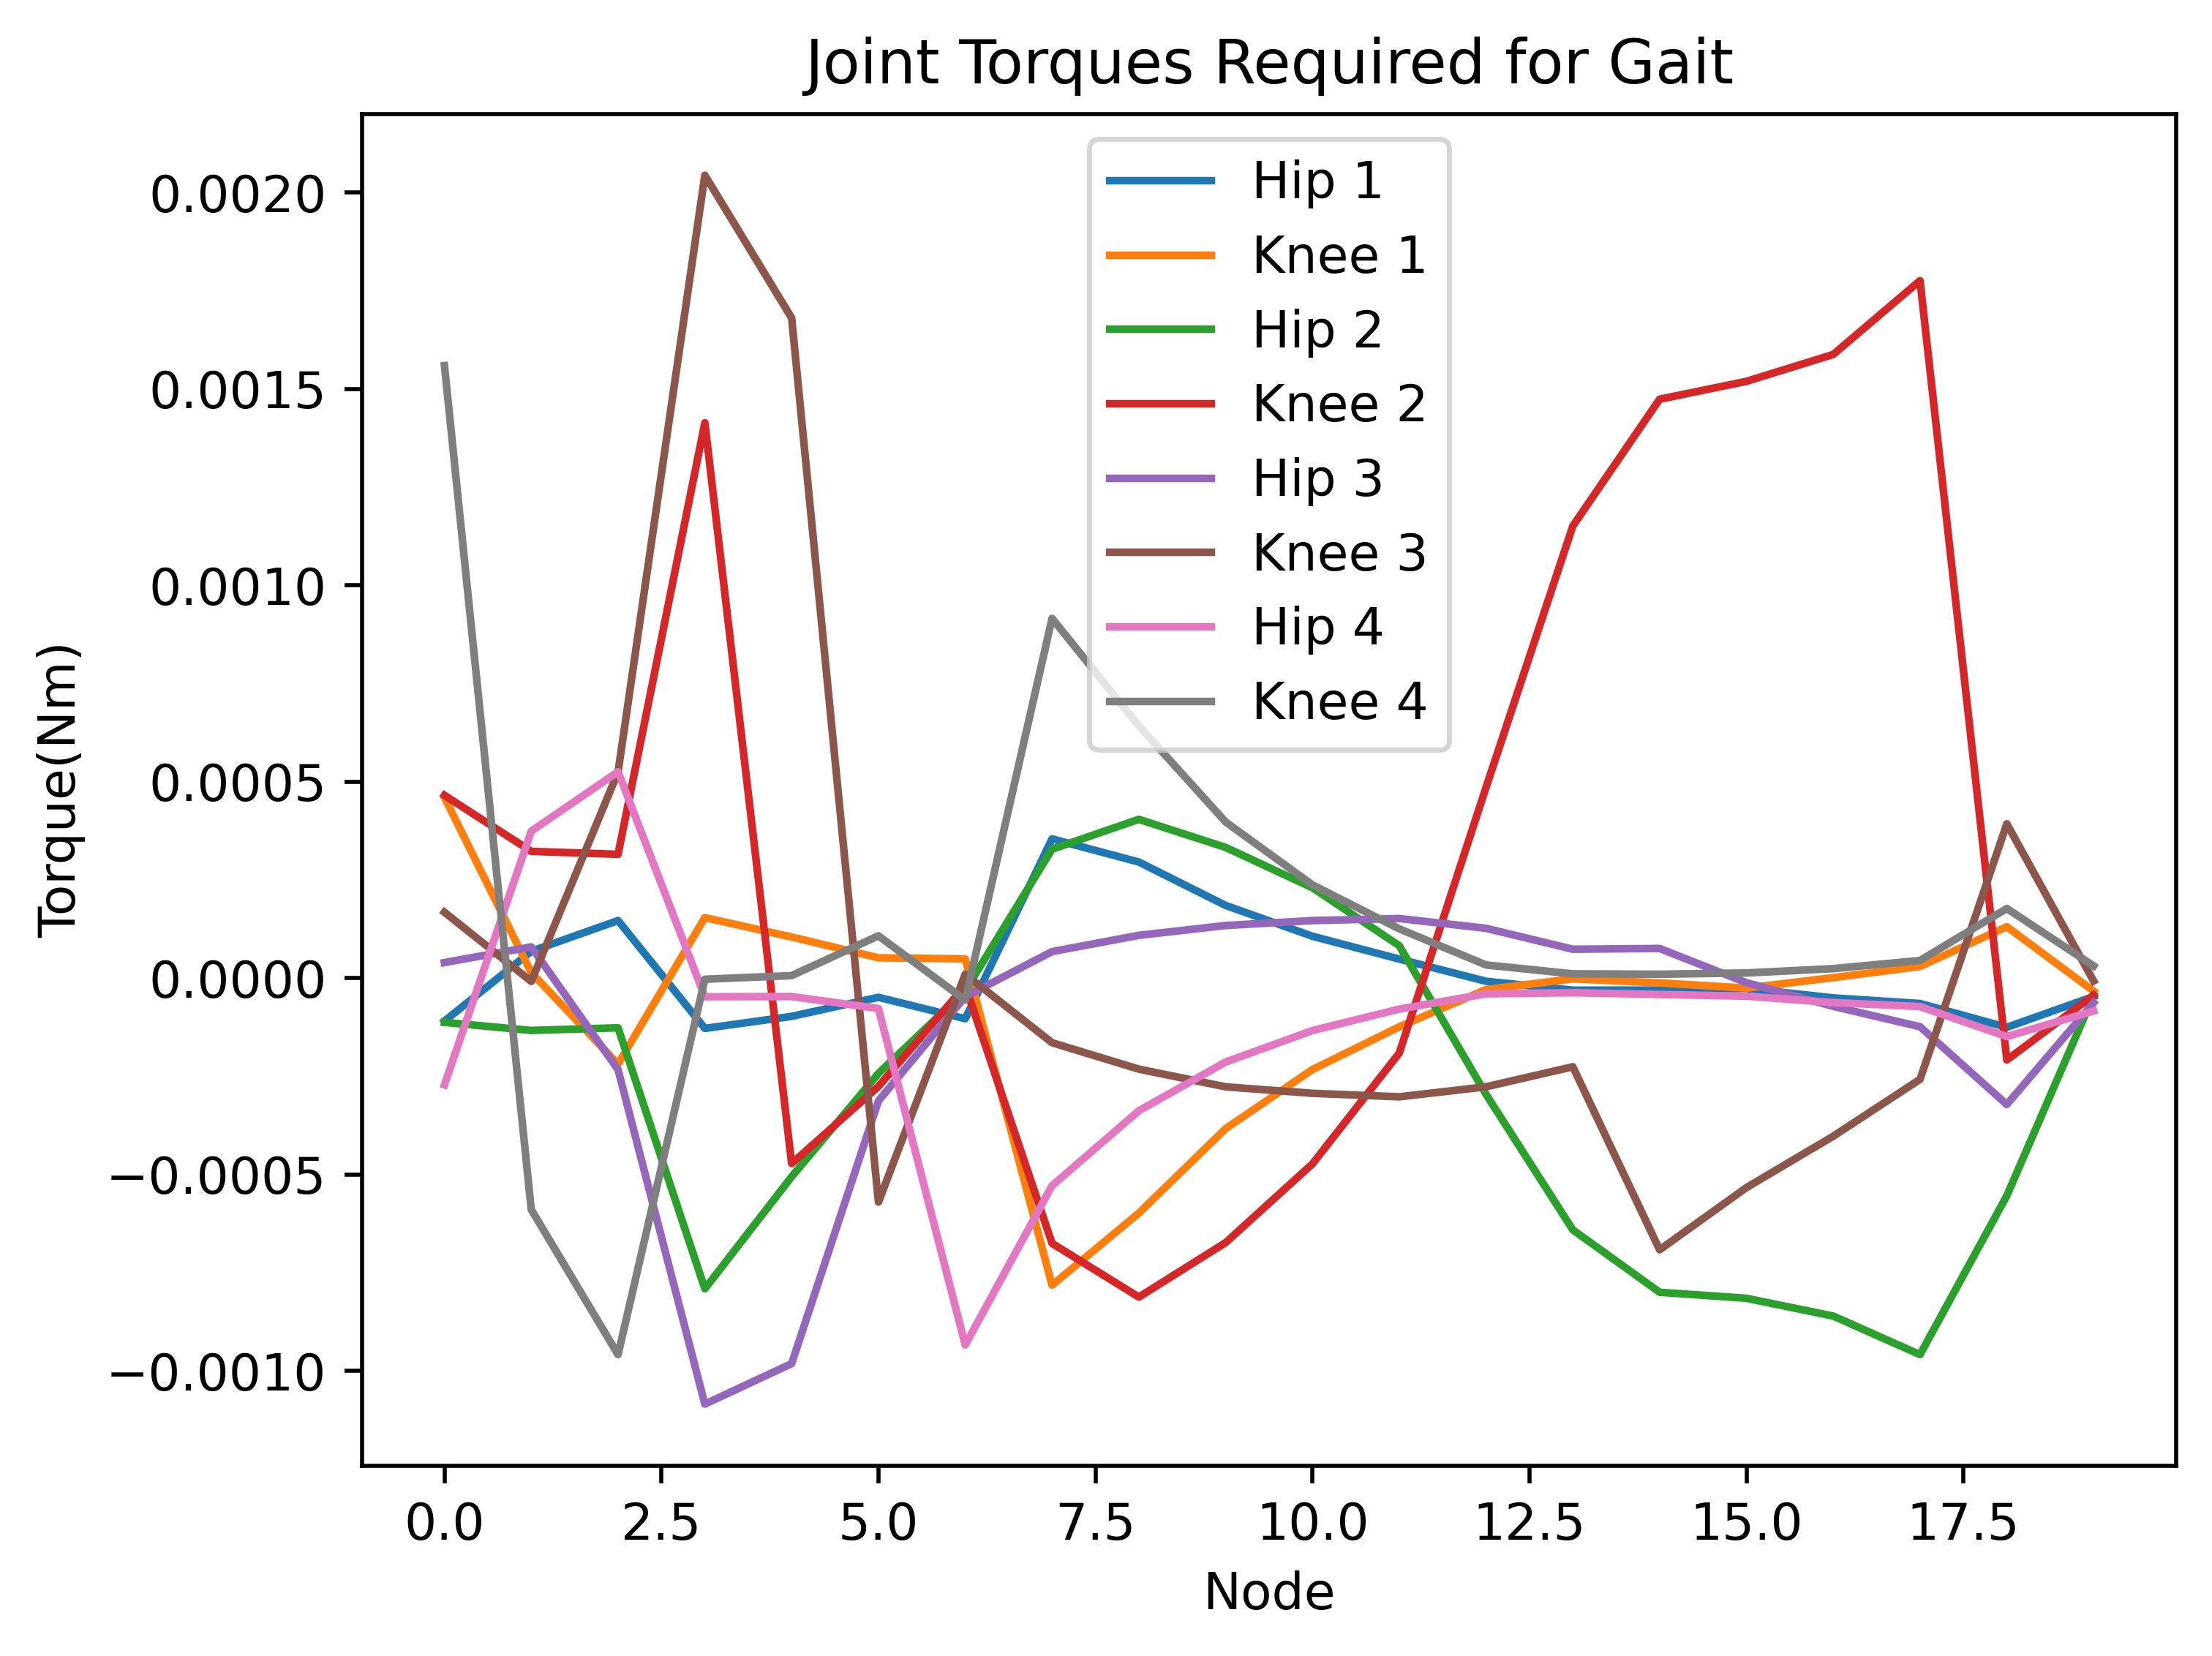 Joint Torques Required for Gait
Hip 1
Knee 1
Hip 2
Knee 2
Hip 3
Knee 3
Hip 4
Knee 4
Torque(Nm)
0.0020
0.0015
0.0010
0.0005
0.0000
−0.0005
−0.0010
0.0 2.5 5.0 7.5 10.0 12.5 15.0 17.5
Node